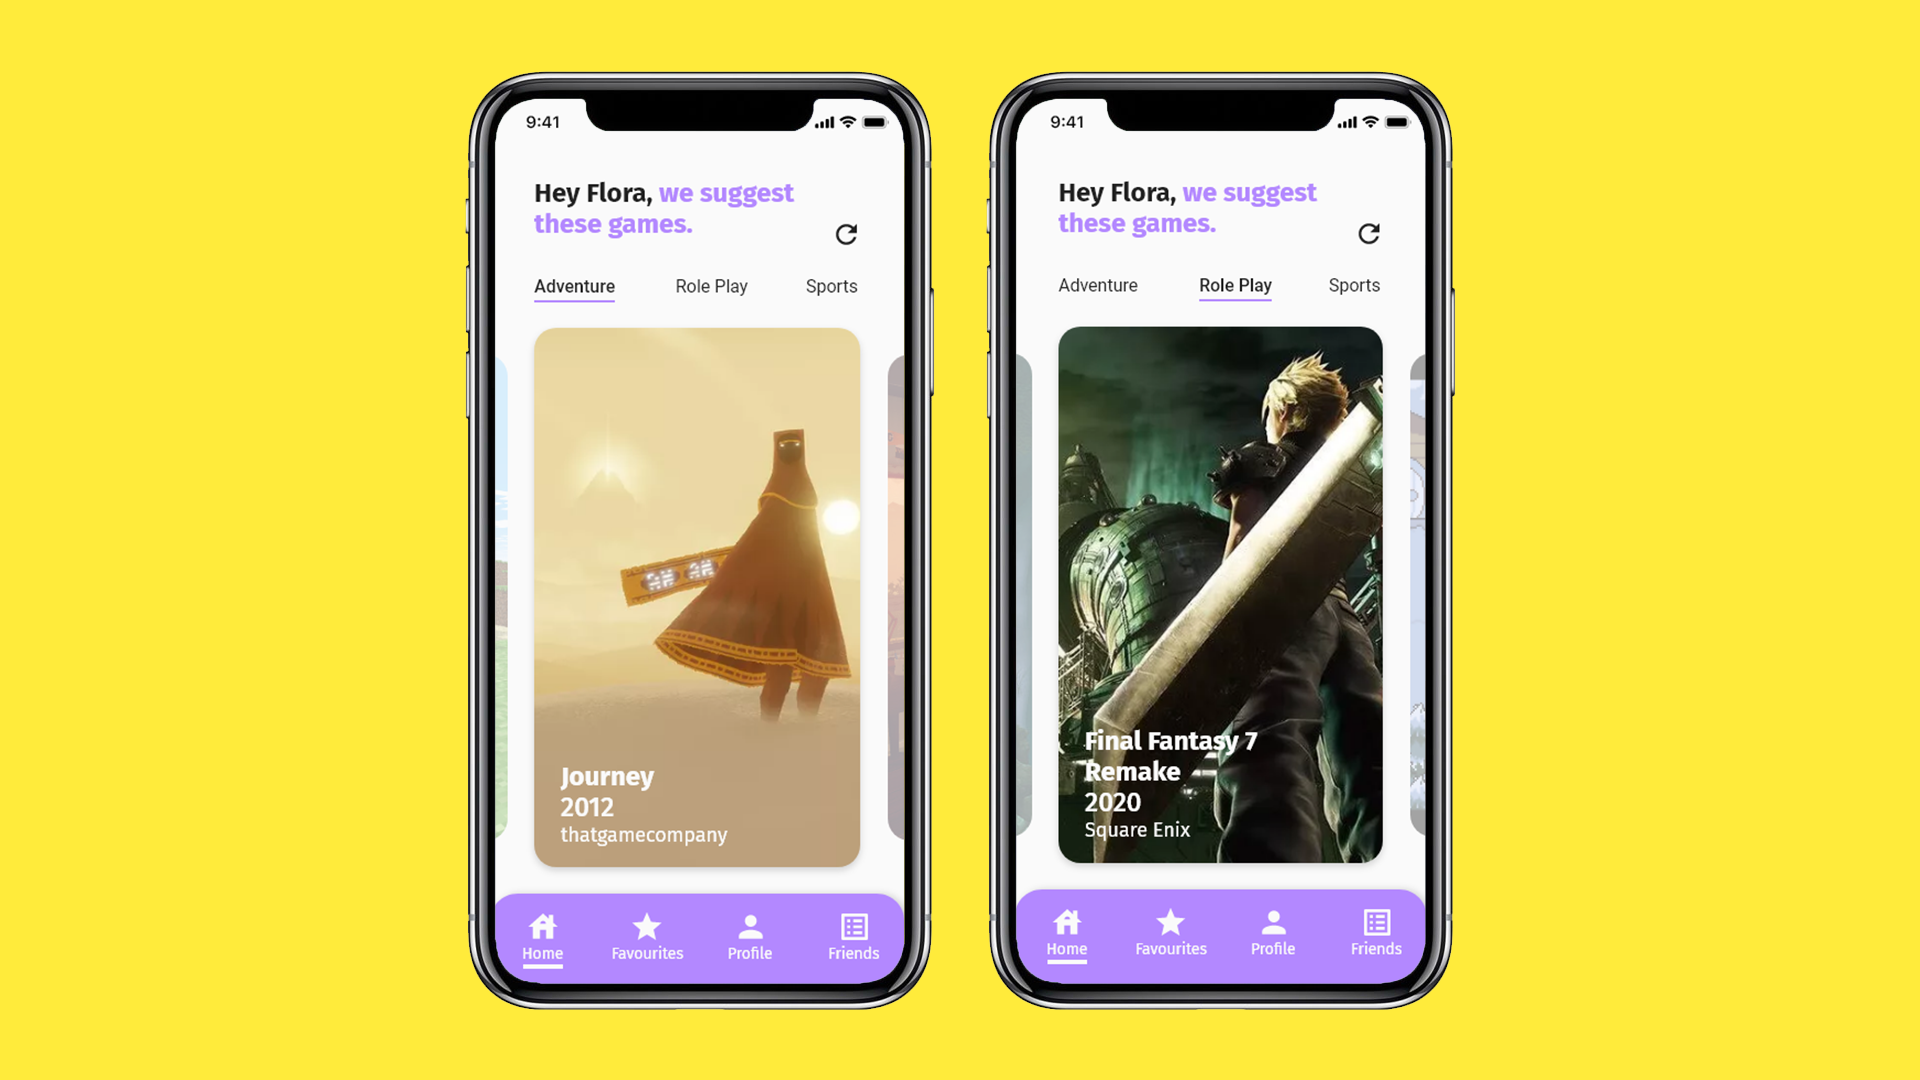 9:41
Hey Flora, we suggest
these games.
Adventure Role Play Sports
Journey
2012
thatgamecompany
Home Favourites Profile Friends
9:41
Hey Flora, we suggest
these games.
Adventure Role Play Sports
Final Fantasy 7
Remake
2020
Square Enix
Home Favourites Profile Friends